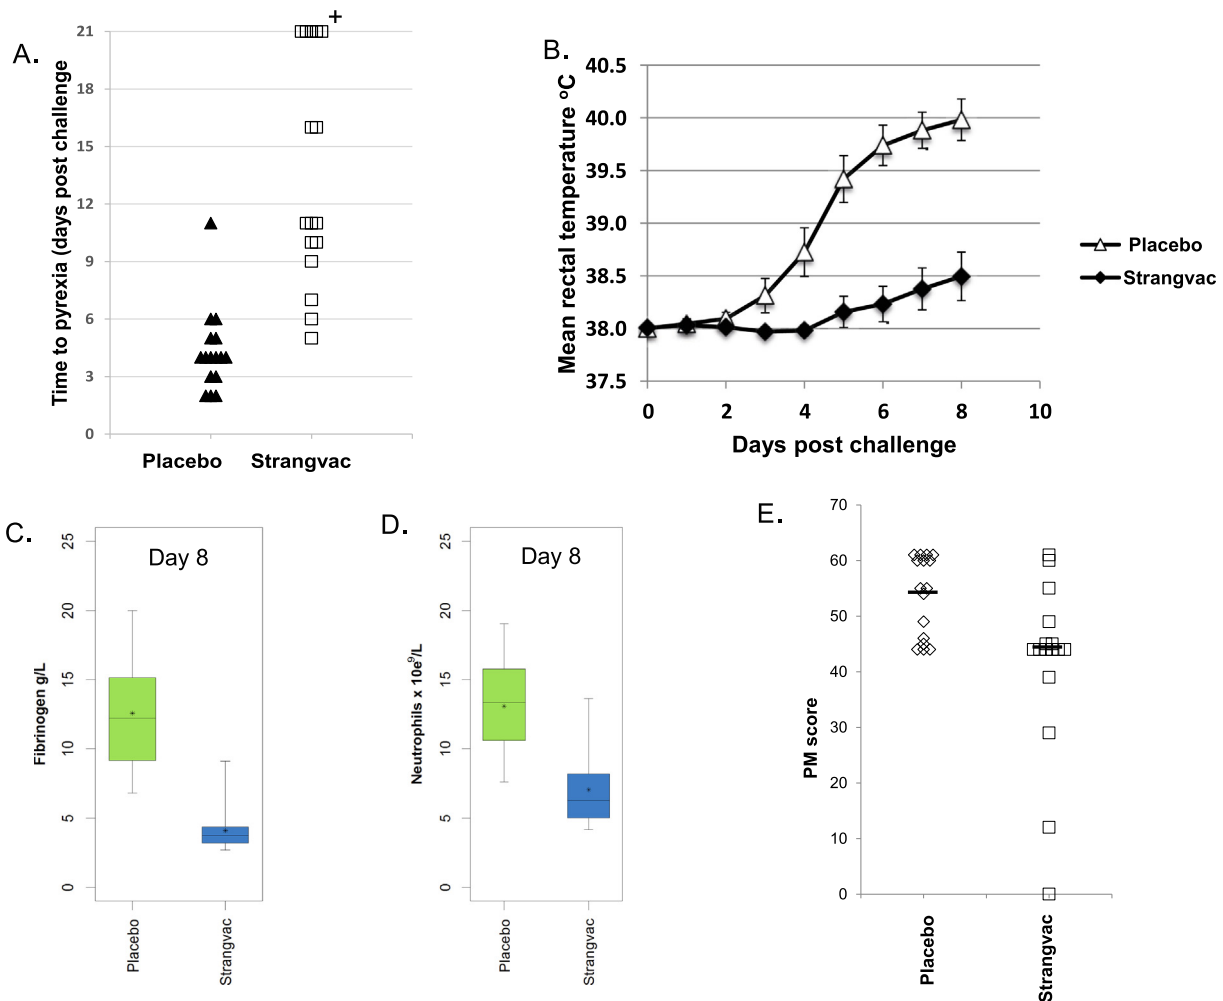 A.
Time to pyrexia (days post challenge
21
18
15
12
9
6
3
0
+
Placebo
Strangvac
B.
Mean rectal temperature ºC
40.5
40.0
39.5
39.0
38.5
38.0
37.5
0
2
4
6
8
10
Days post challenge
Placebo
Strangvac
C.
Day 8
Fibrinogen g/L
25
20
15
10
5
0
Placebo
Strangvac
D.
Day 8
Neutrophils x 10e⁹/L
25
20
15
10
5
0
Placebo
Strangvac
E.
PM score
70
60
50
40
30
20
10
0
Placebo
Strangvac